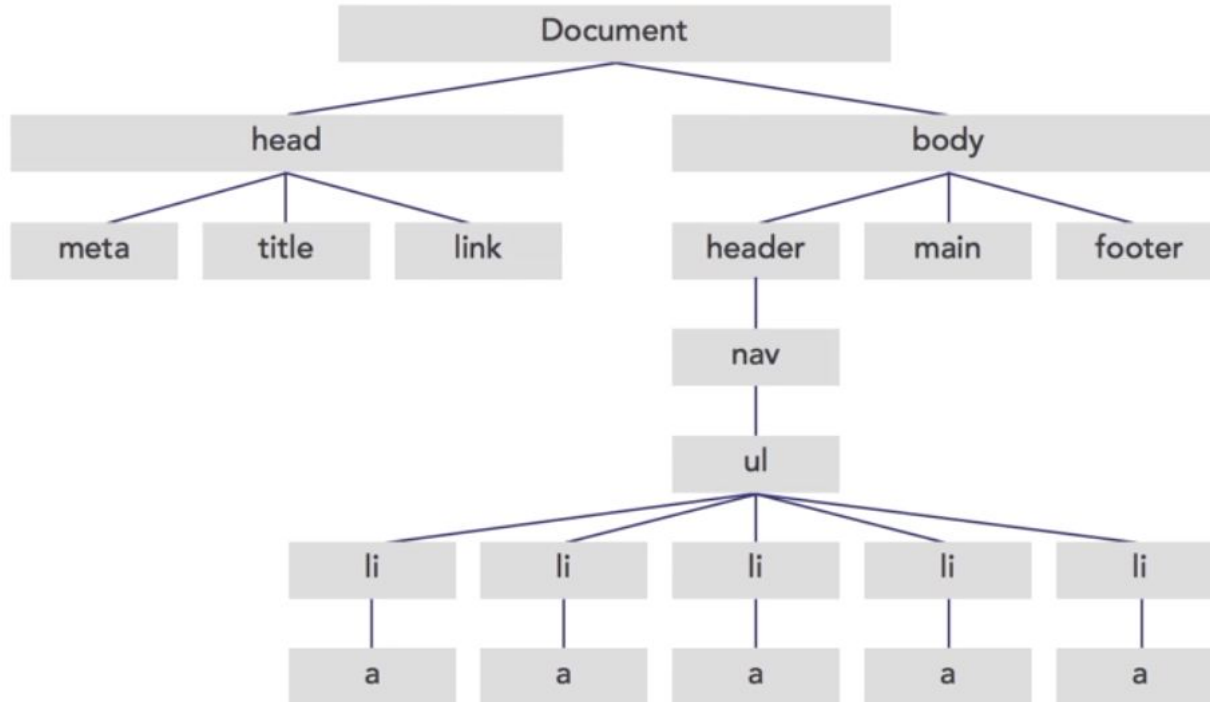 Document
head body
meta title link header main footer
nav
ul
li li li li li
a a a a a